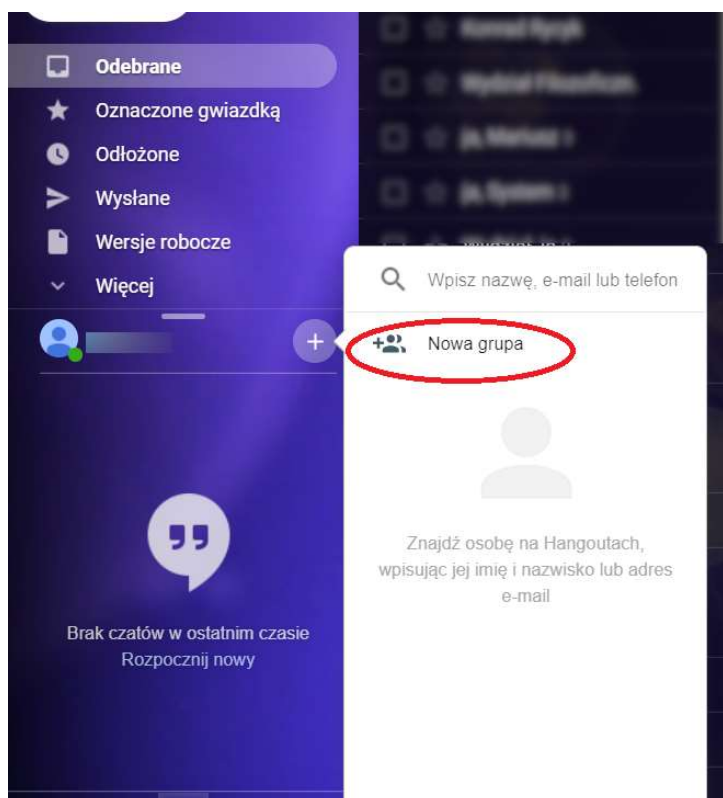 Odebrane
Oznaczone gwiazdką
Odłożone
Wysłane
Wersje robocze
Więcej
Wpisz nazwę, e-mail lub telefon
Nowa grupa
Znajdź osobę na Hangoutach,
wpisując jej imię i nazwisko lub adres
e-mail
Brak czatów w ostatnim czasie
Rozpocznij nowy